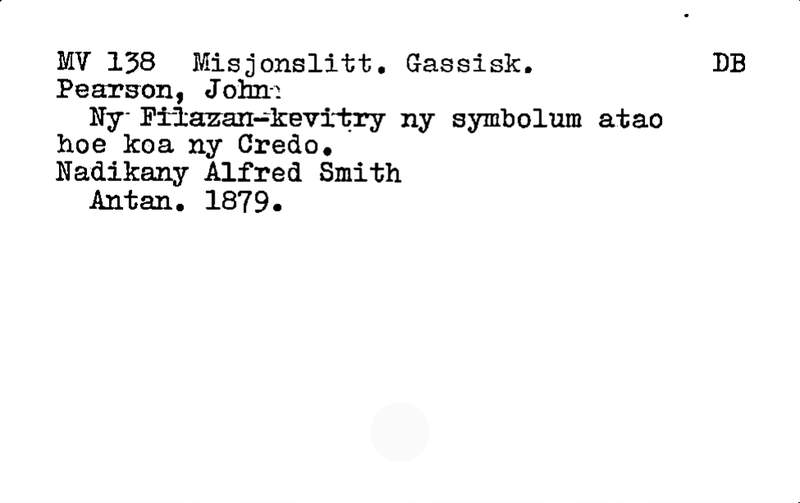 MV 138 Misjonslitt. Gassisk. DB
Pearson, John
Ny Filazan-kevitry ny symbolum atao
hoe koa ny Credo.
Nadikany Alfred Smith
Antan. 1879.